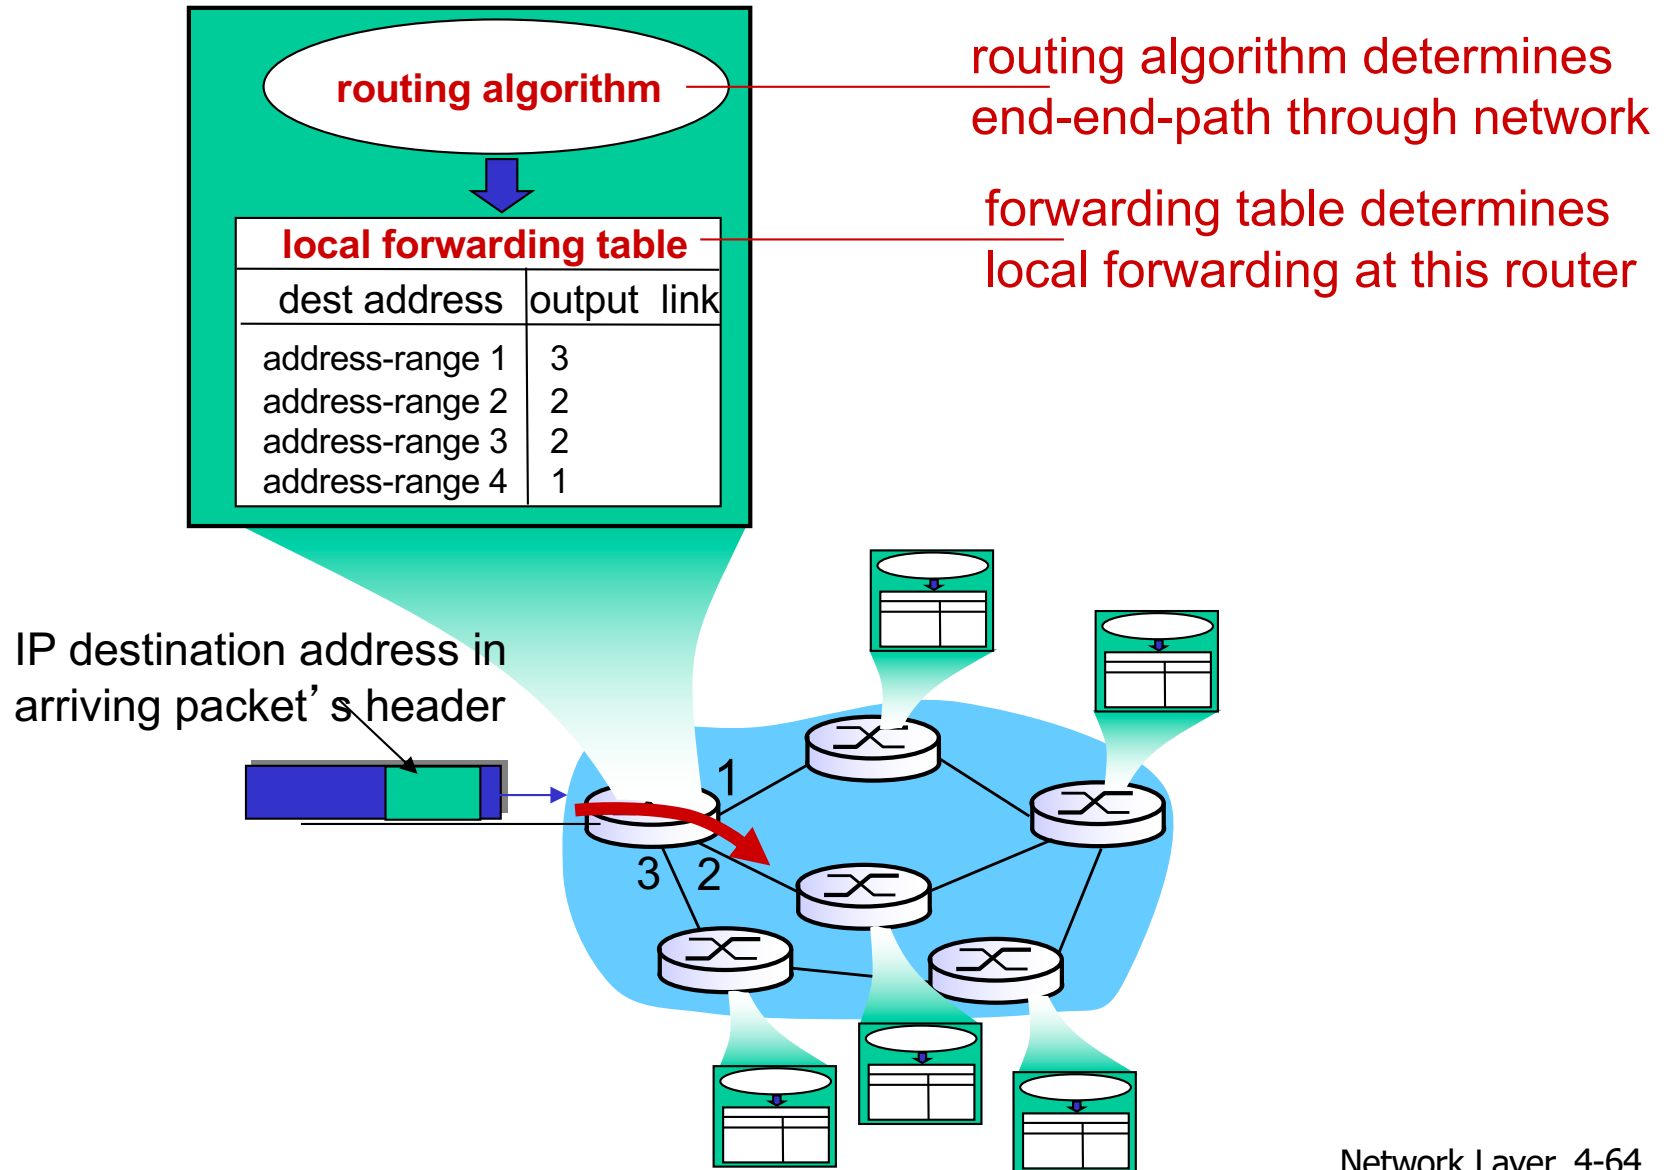 routing algorithm
routing algorithm determines
end-end-path through network
local forwarding table
forwarding table determines
local forwarding at this router
dest address output link
address-range 1 3
address-range 2 2
address-range 3 2
address-range 4 1
IP destination address in
arriving packet’s header
1
3 2
Network Layer 4-64